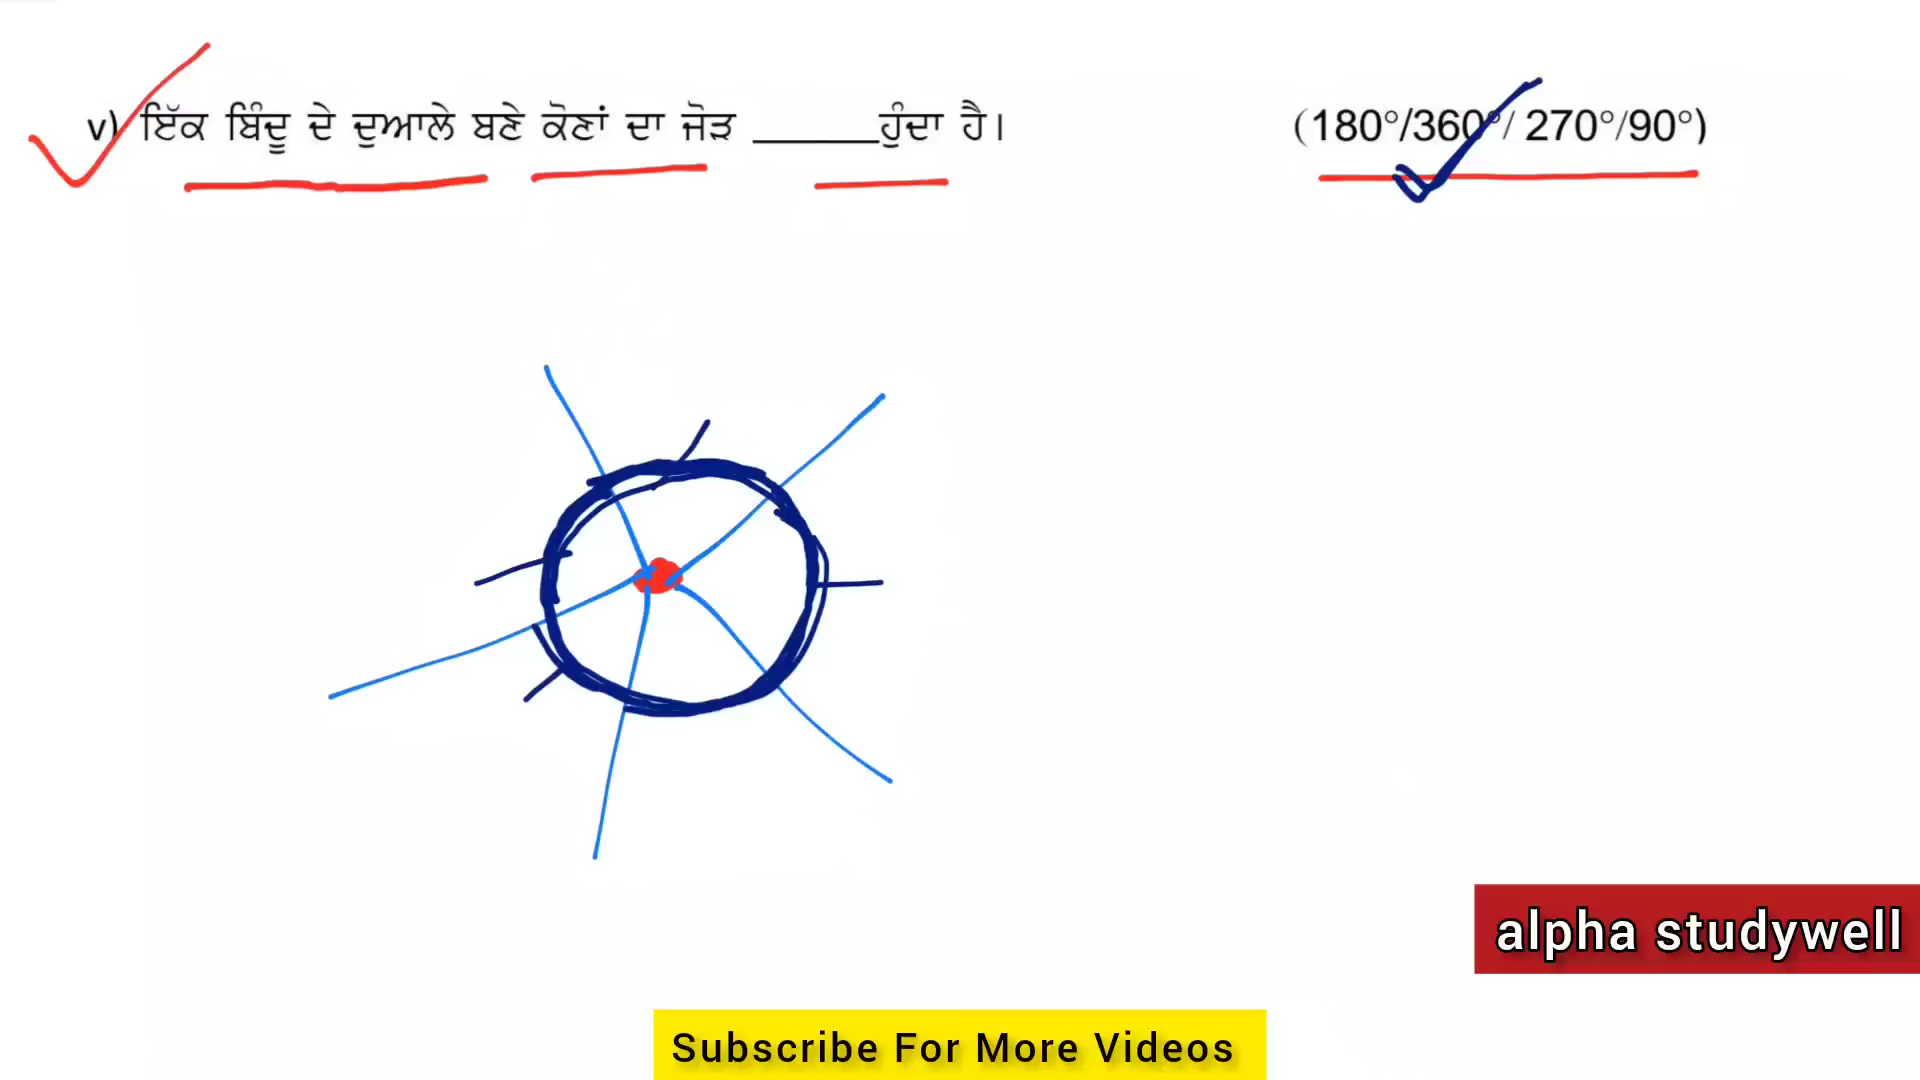 v) ਇੱਕ ਬਿੰਦੂ ਦੇ ਦੁਆਲੇ ਬਣੇ ਕੋਣਾਂ ਦਾ ਜੋੜ ______ਹੁੰਦਾ ਹੈ। (180°/360°/ 270°/90°)
alpha studywell
Subscribe For More Videos